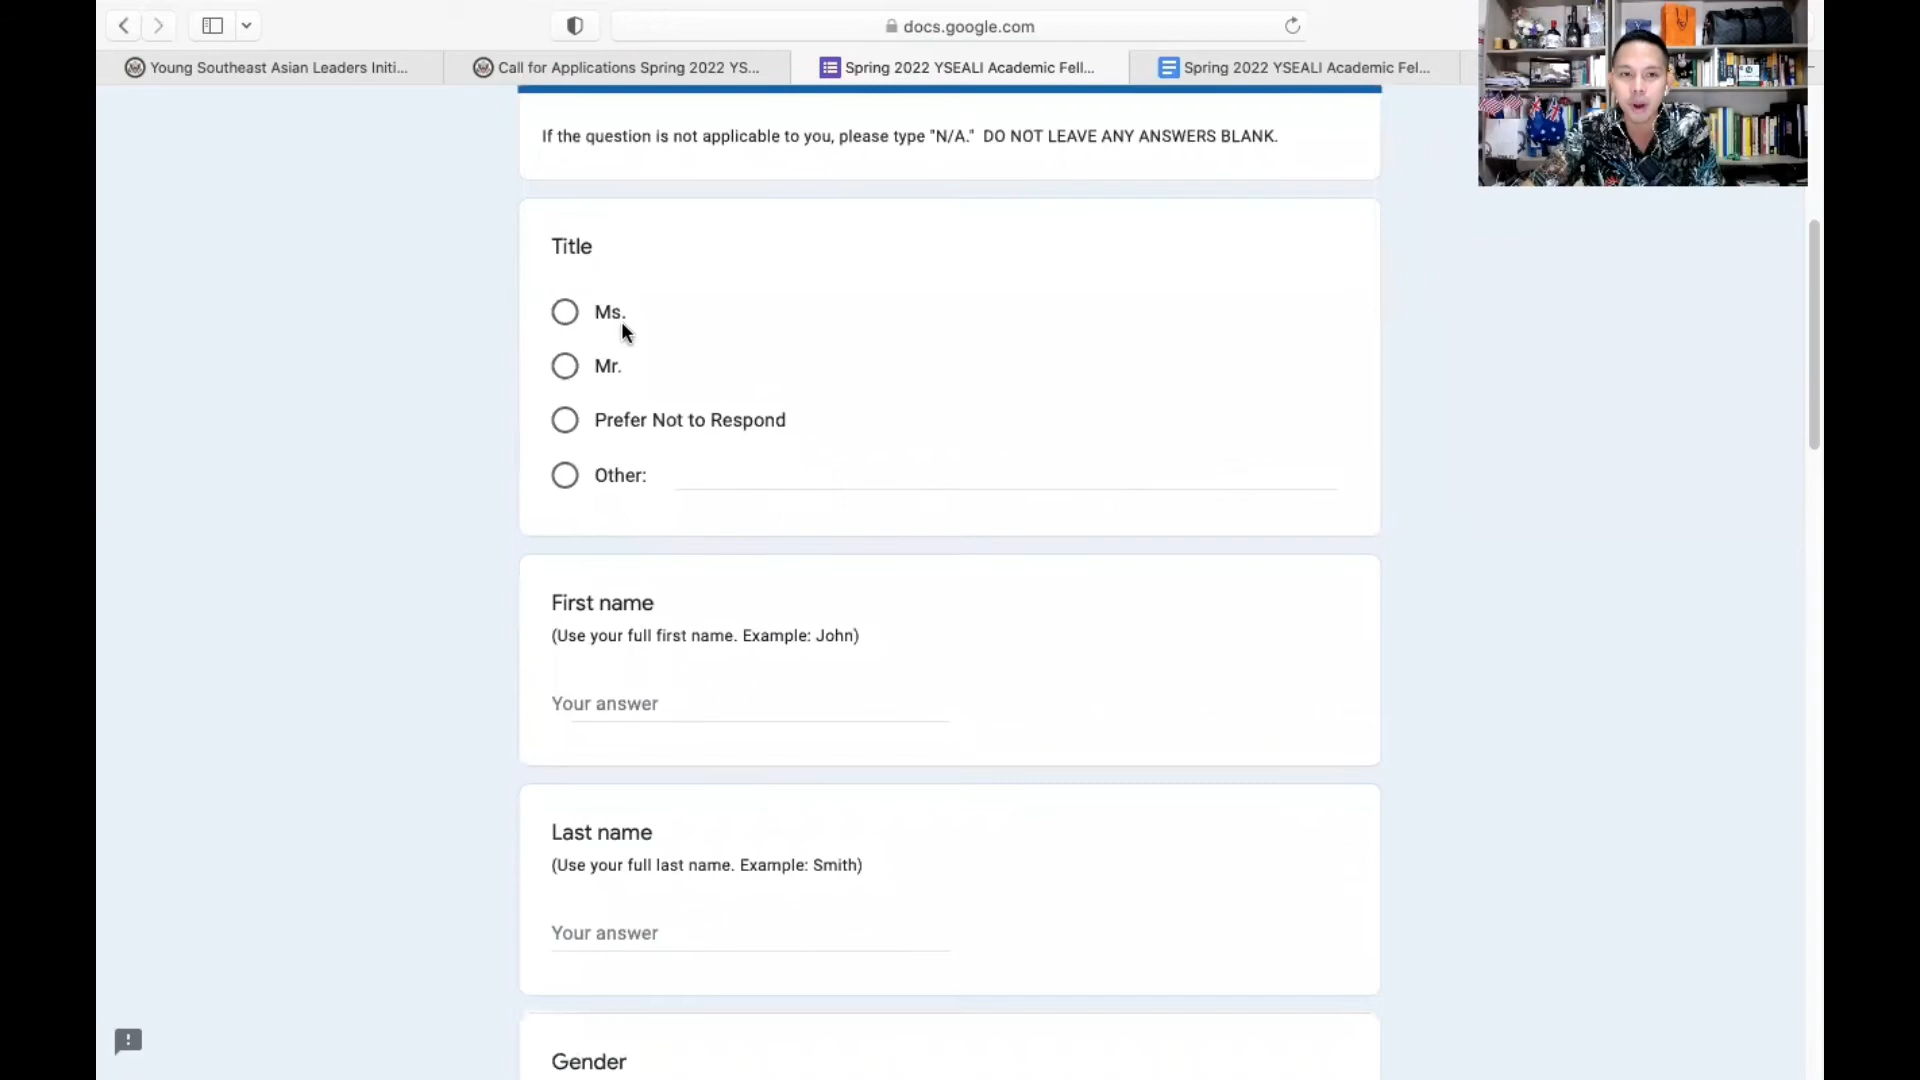 docs.google.com
Young Southeast Asian Leaders Initi...
Call for Applications Spring 2022 YS...
Spring 2022 YSEALI Academic Fell...
Spring 2022 YSEALI Academic Fel...
If the question is not applicable to you, please type "N/A."  DO NOT LEAVE ANY ANSWERS BLANK.
Title
Ms.
Mr.
Prefer Not to Respond
Other:
First name
(Use your full first name. Example: John)
Your answer
Last name
(Use your full last name. Example: Smith)
Your answer
Gender